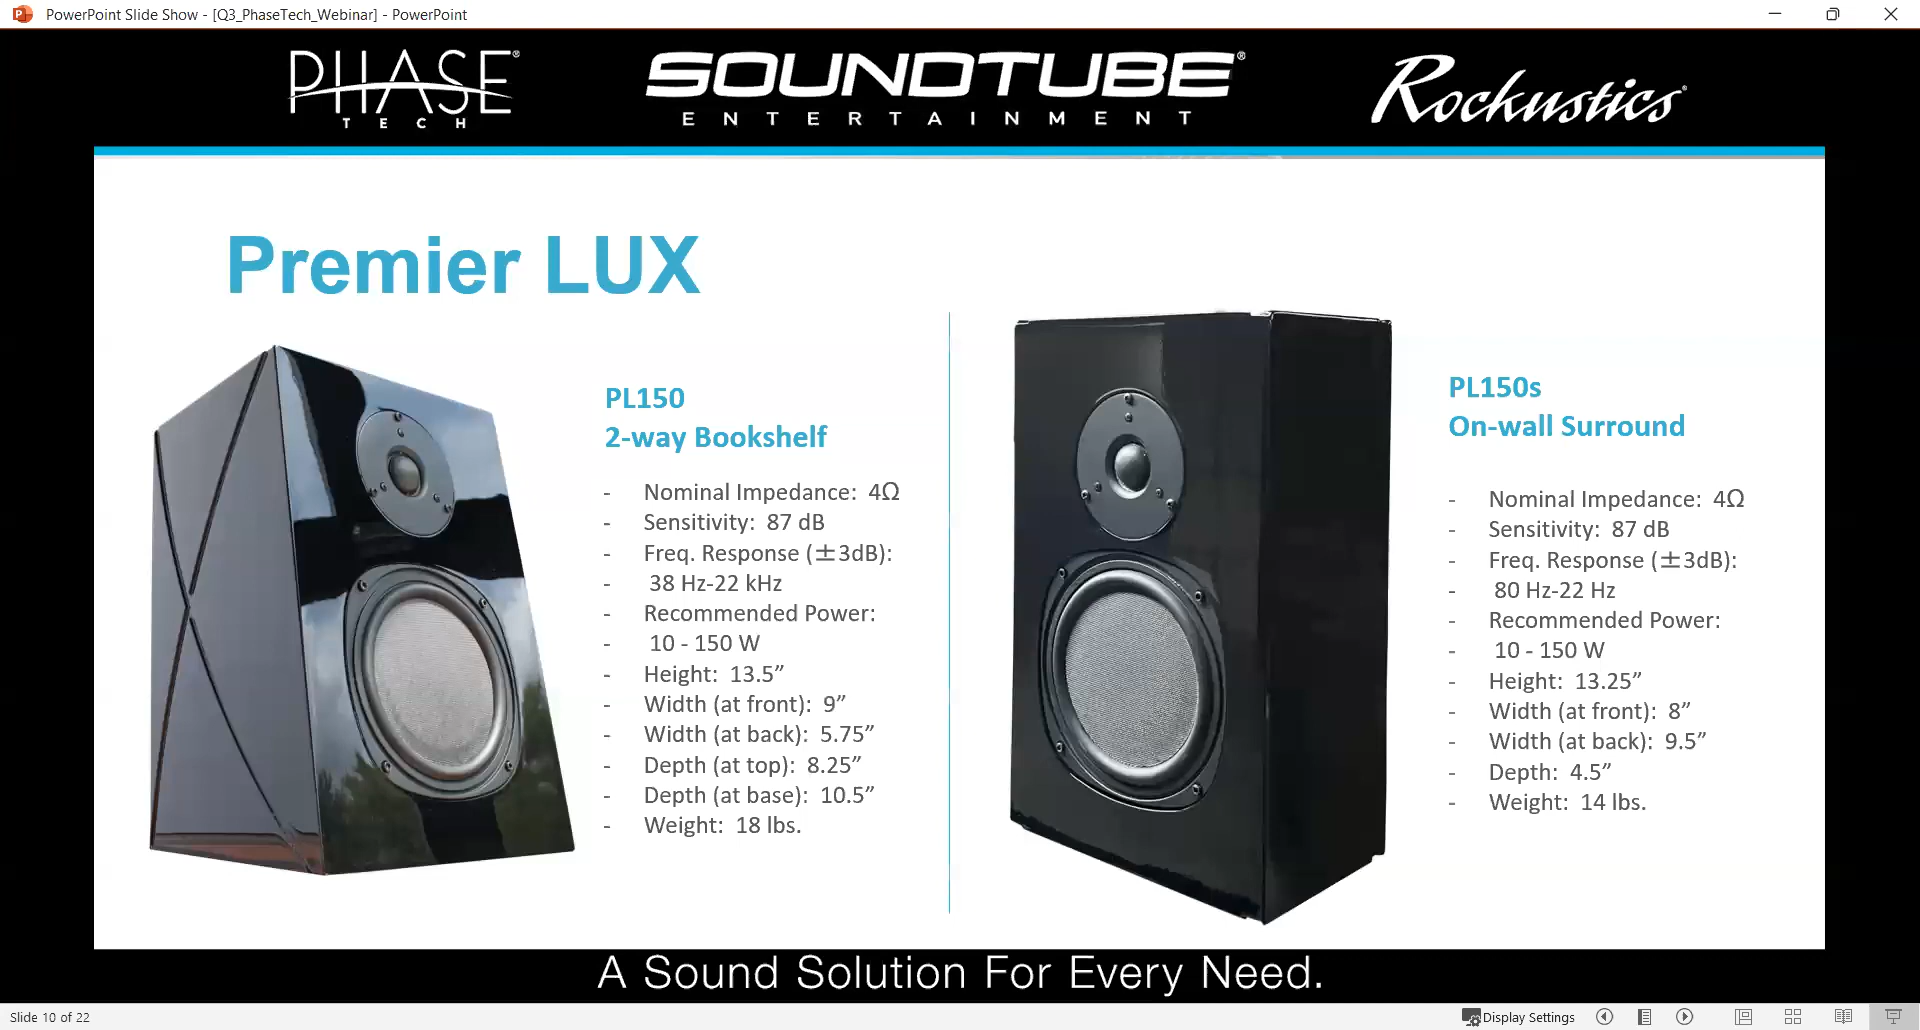 PowerPoint Slide Show - [Q3_PhaseTech_Webinar] - PowerPoint
PHASE®
TECH
SOUNDTUBE®
ENTERTAINMENT
Rockustics®
Premier LUX
PL150
2-way Bookshelf
- Nominal Impedance: 4Ω
- Sensitivity: 87 dB
- Freq. Response (±3dB):
- 38 Hz-22 kHz
- Recommended Power:
- 10 - 150 W
- Height: 13.5”
- Width (at front): 9”
- Width (at back): 5.75”
- Depth (at top): 8.25”
- Depth (at base): 10.5”
- Weight: 18 lbs.
PL150s
On-wall Surround
- Nominal Impedance: 4Ω
- Sensitivity: 87 dB
- Freq. Response (±3dB):
- 80 Hz-22 Hz
- Recommended Power:
- 10 - 150 W
- Height: 13.25”
- Width (at front): 8”
- Width (at back): 9.5”
- Depth: 4.5”
- Weight: 14 lbs.
A Sound Solution For Every Need.
Slide 10 of 22
Display Settings